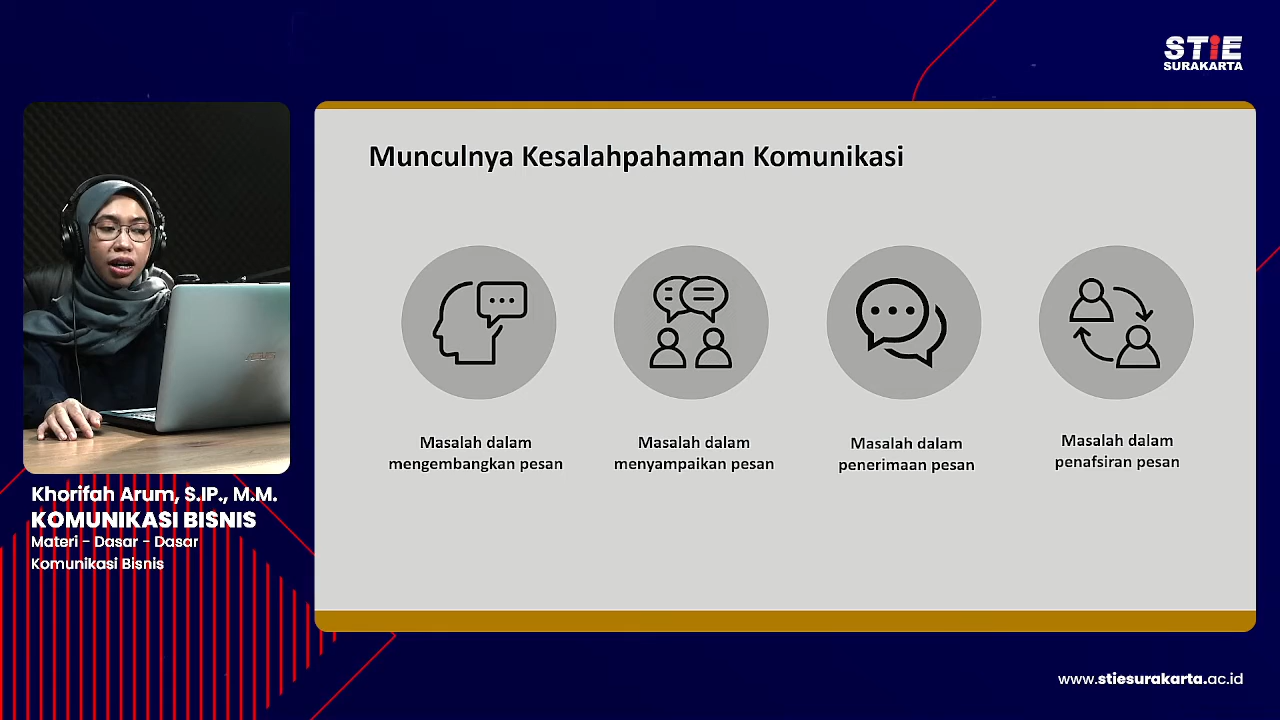 STIE
SURAKARTA
Munculnya Kesalahpahaman Komunikasi
Masalah dalam
mengembangkan pesan
Masalah dalam
menyampaikan pesan
Masalah dalam
penerimaan pesan
Masalah dalam
penafsiran pesan
Khorifah Arum, S.IP., M.M.
KOMUNIKASI BISNIS
Materi - Dasar - Dasar
Komunikasi Bisnis
www.stiesurakarta.ac.id